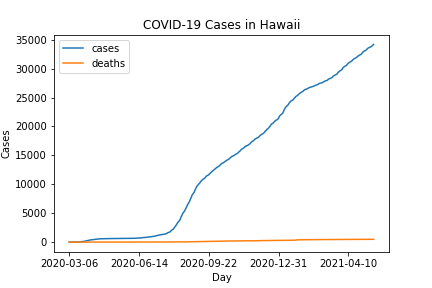 COVID-19 Cases in Hawaii
cases
deaths
35000
30000
25000
20000
15000
10000
5000
0
Cases
2020-03-06 2020-06-14 2020-09-22 2020-12-31 2021-04-10
Day